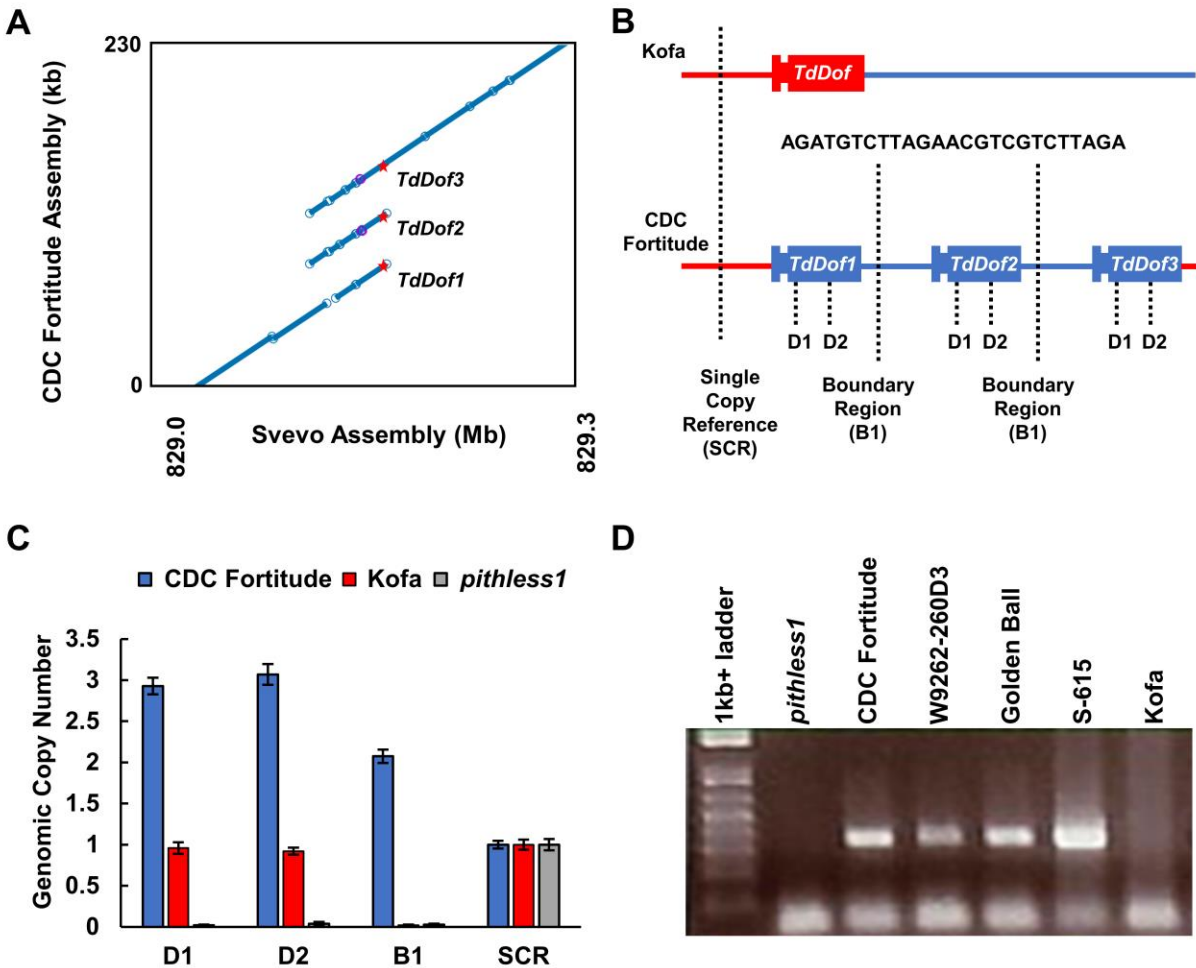 A
230
CDC Fortitude Assembly (kb)
0
TdDof3
TdDof2
TdDof1
829.0
Svevo Assembly (Mb)
829.3
B
Kofa
TdDof
AGATGTCTTAGAACGTCGTCTTAGA
CDC
Fortitude
TdDof1
TdDof2
TdDof3
D1 D2
D1 D2
D1 D2
Single
Copy
Reference
(SCR)
Boundary
Region
(B1)
Boundary
Region
(B1)
C
CDC Fortitude Kofa pithless1
Genomic Copy Number
3.5
3
2.5
2
1.5
1
0.5
0
D1 D2 B1 SCR
D
1kb+ ladder
pithless1
CDC Fortitude
W9262-260D3
Golden Ball
S-615
Kofa